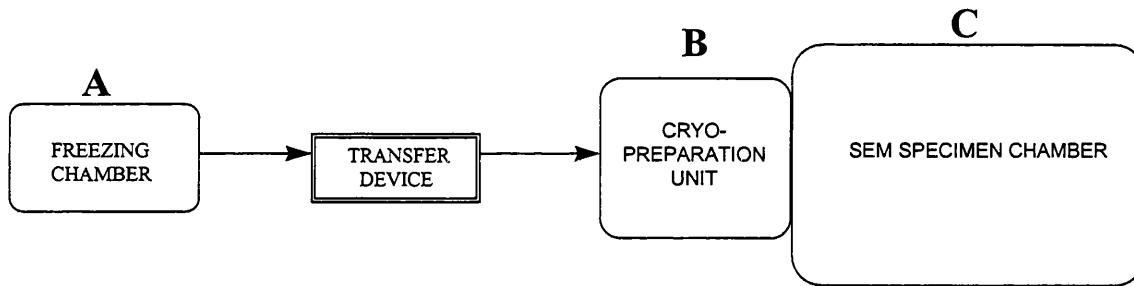 A
FREEZING
CHAMBER
TRANSFER
DEVICE
B
CRYO-
PREPARATION
UNIT
C
SEM SPECIMEN CHAMBER